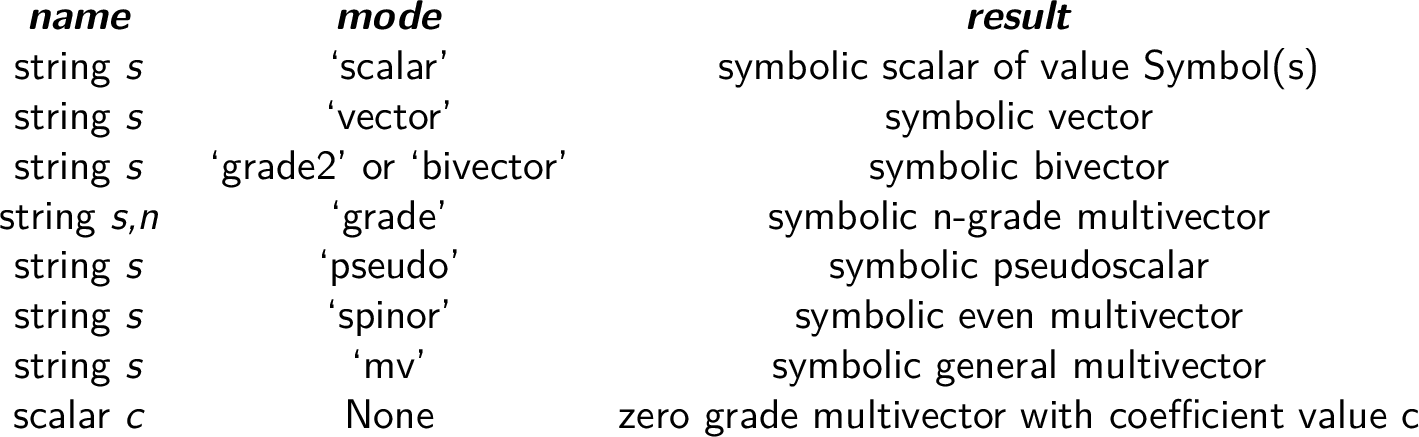 name mode result
string s ‘scalar’ symbolic scalar of value Symbol(s)
string s ‘vector’ symbolic vector
string s ‘grade2’ or ‘bivector’ symbolic bivector
string s,n ‘grade’ symbolic n-grade multivector
string s ‘pseudo’ symbolic pseudoscalar
string s ‘spinor’ symbolic even multivector
string s ‘mv’ symbolic general multivector
scalar c None zero grade multivector with coefficient value c